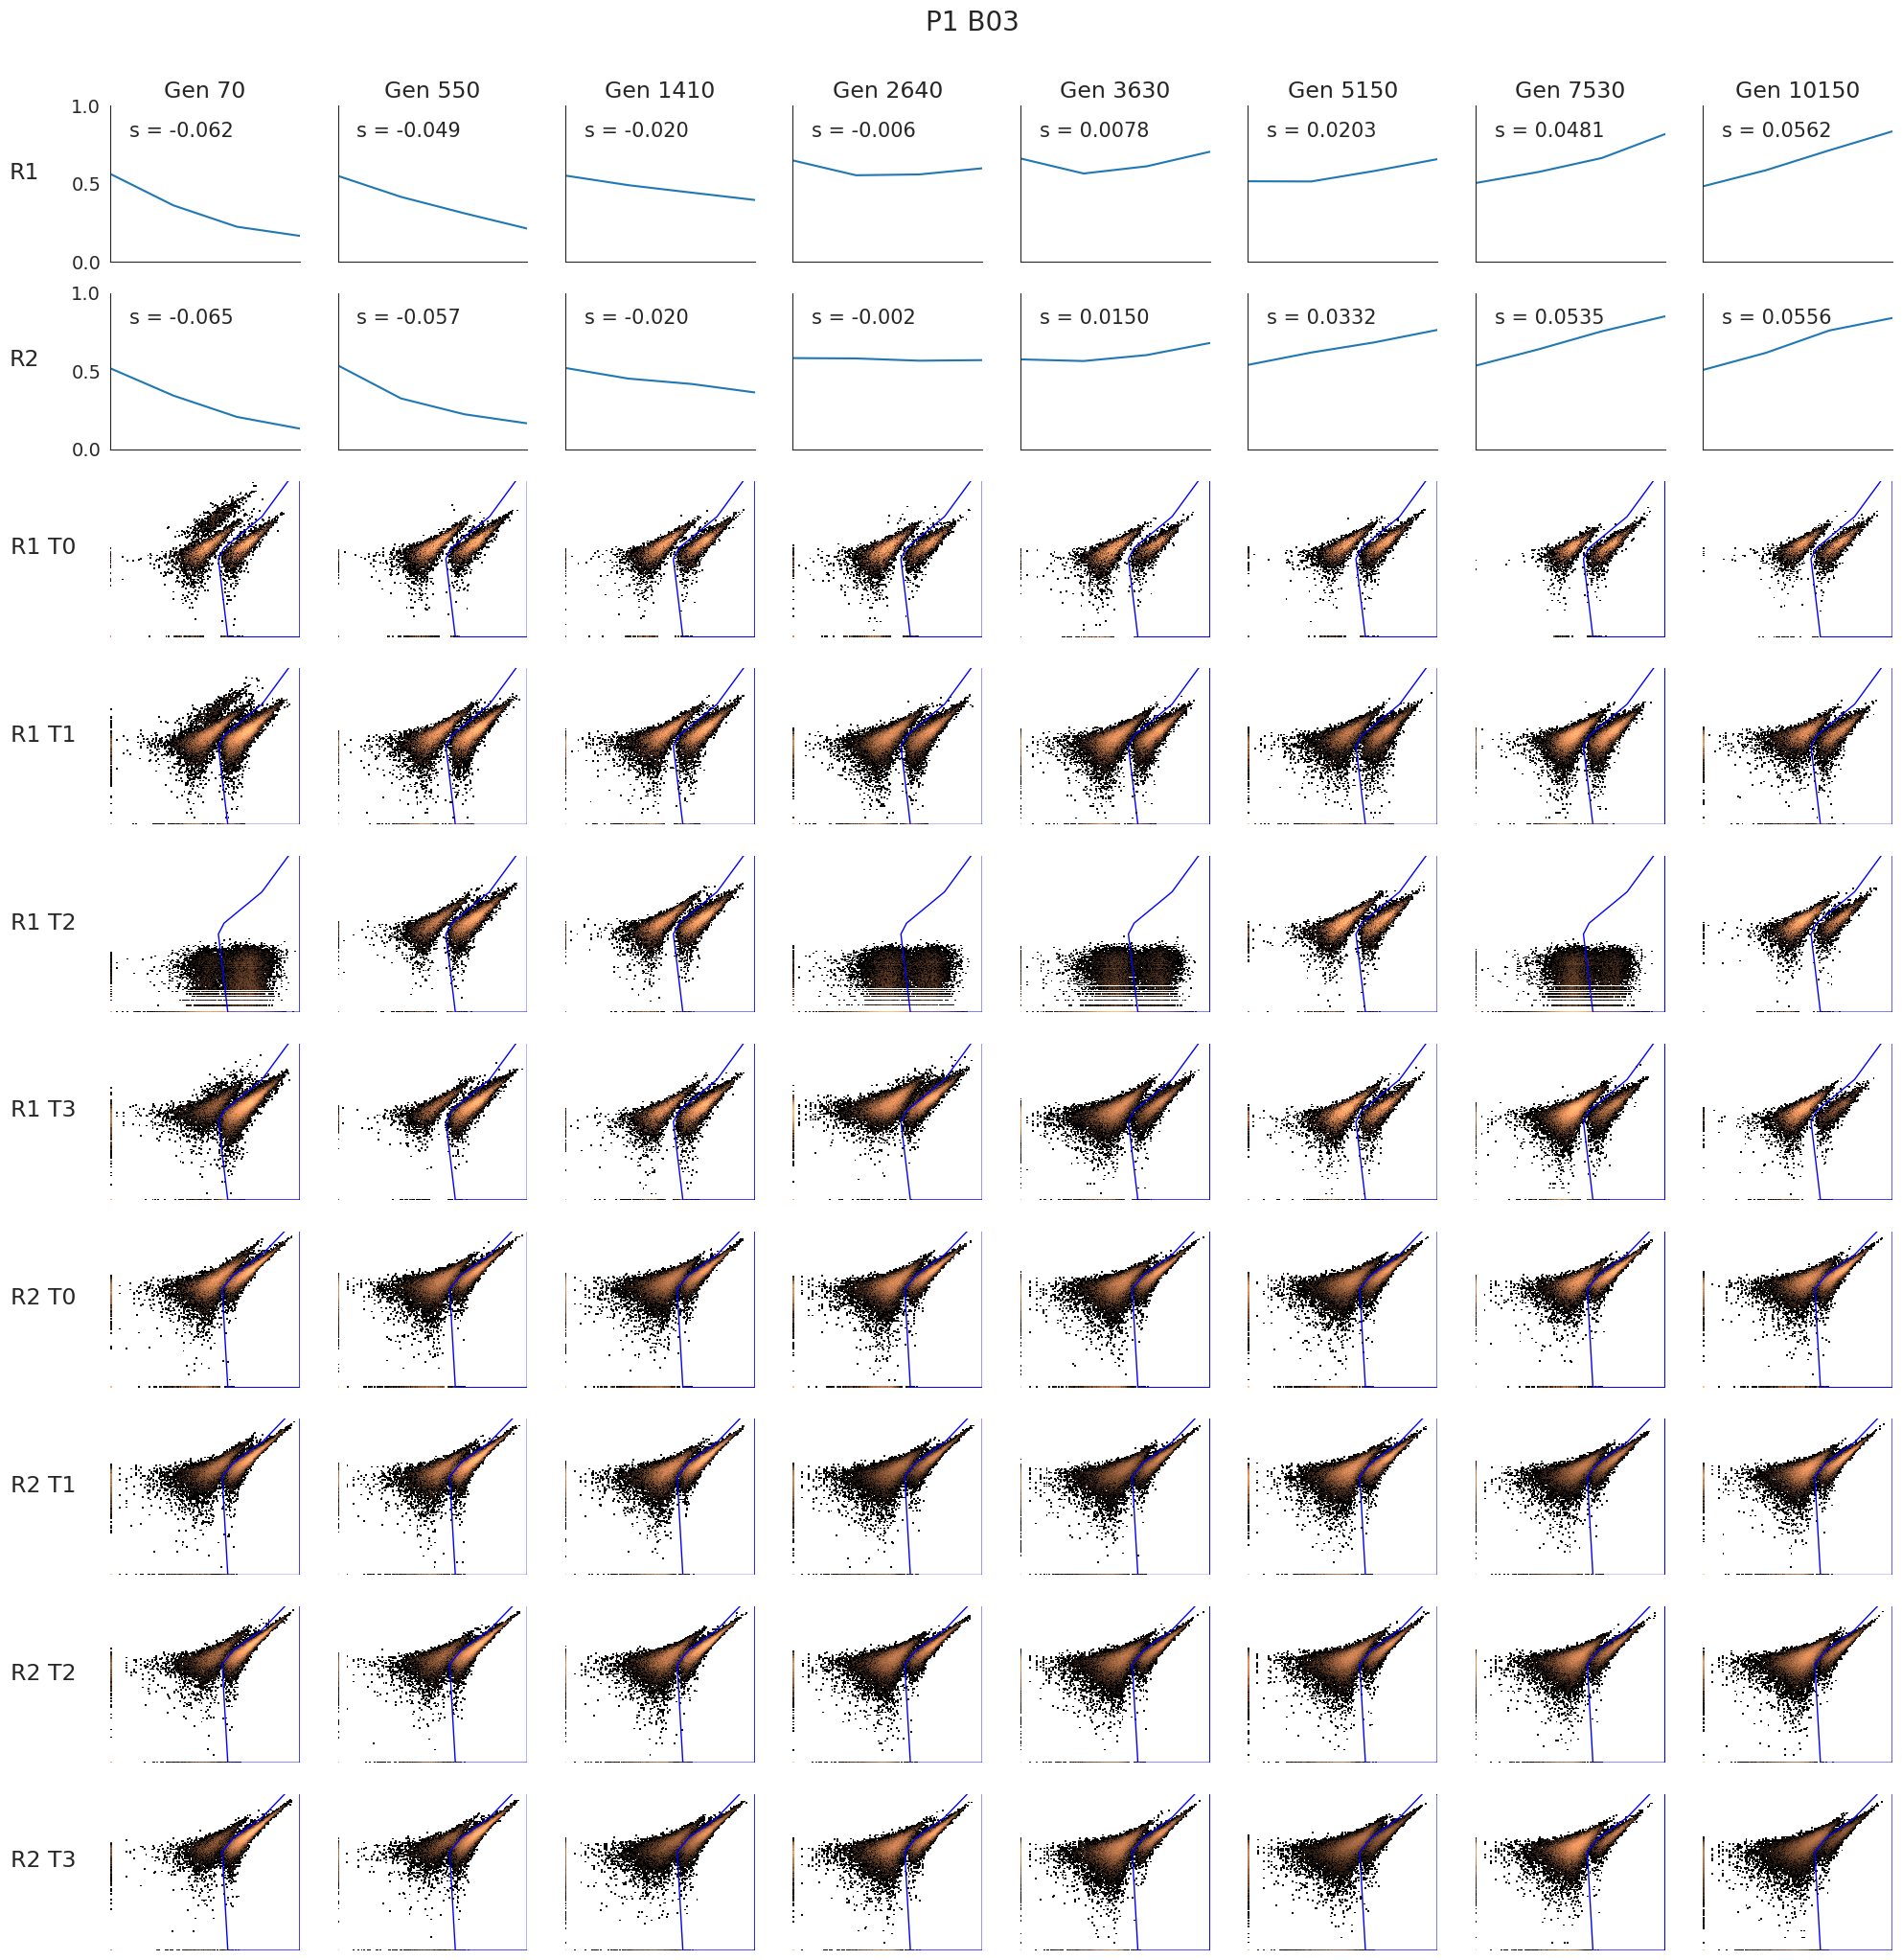 P1 B03
Gen 70 Gen 550 Gen 1410 Gen 2640 Gen 3630 Gen 5150 Gen 7530 Gen 10150
1.0
s = -0.062 s = -0.049 s = -0.020 s = -0.006 s = 0.0078 s = 0.0203 s = 0.0481 s = 0.0562
R1
0.5
0.0
1.0
s = -0.065 s = -0.057 s = -0.020 s = -0.002 s = 0.0150 s = 0.0332 s = 0.0535 s = 0.0556
R2
0.5
0.0
R1 T0
R1 T1
R1 T2
R1 T3
R2 T0
R2 T1
R2 T2
R2 T3